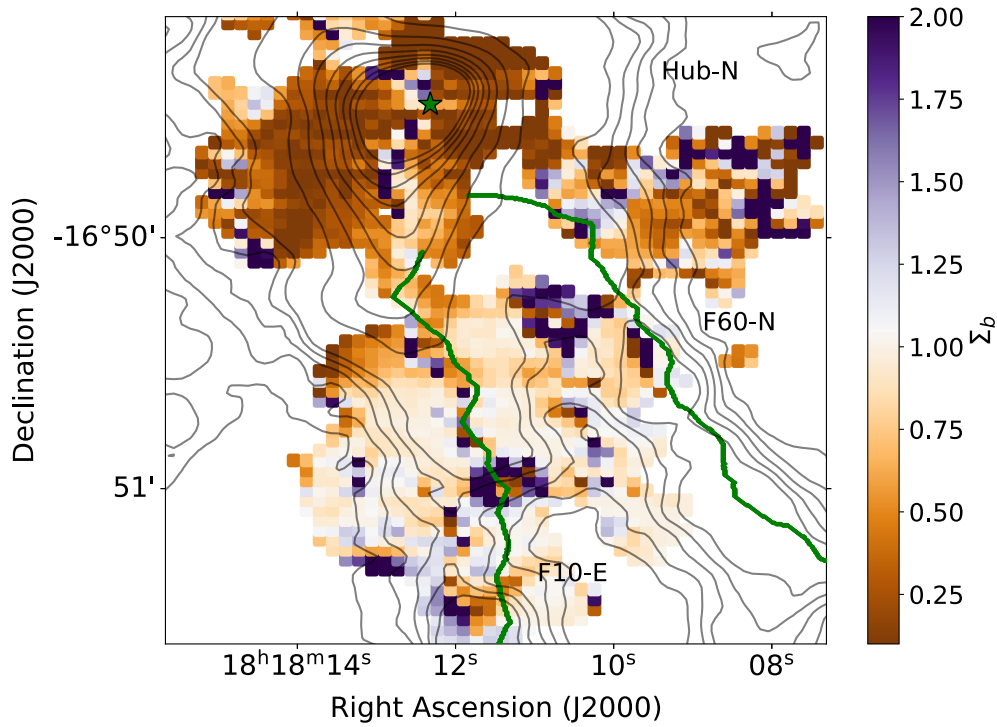 Hub-N
F60-N
F10-E
-16°50'
51'
18ʰ18ᵐ14ˢ
12ˢ
10ˢ
08ˢ
Right Ascension (J2000)
Declination (J2000)
2.00
1.75
1.50
1.25
1.00
0.75
0.50
0.25
Σ_b